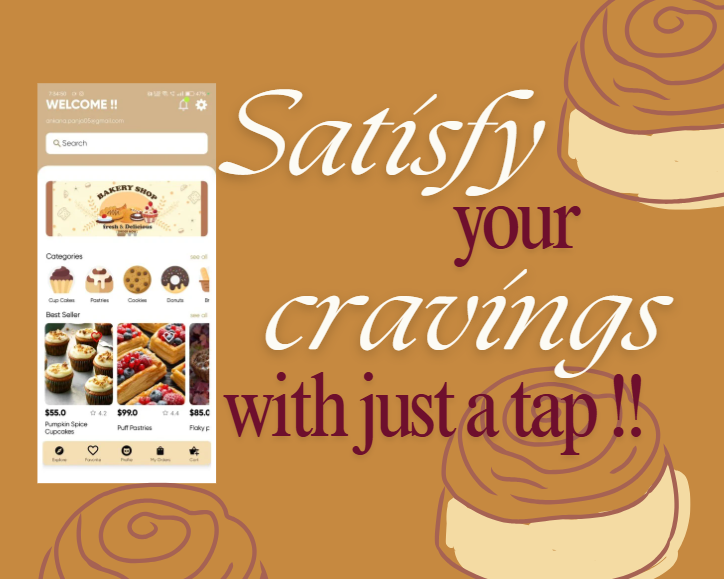 WELCOME !!
Search
BAKERY SHOP
Fresh & Delicious
Categories
see all
Cup Cakes
Pastries
Cookies
Donuts
Best Seller
see all
$55.0
4.2
$99.0
4.4
$85.0
Pumpkin Spice
Cupcakes
Puff Pastries
Flaky p
Explore
Favorite
Profile
My Orders
Cart
Satisfy
your
cravings
with just a tap !!